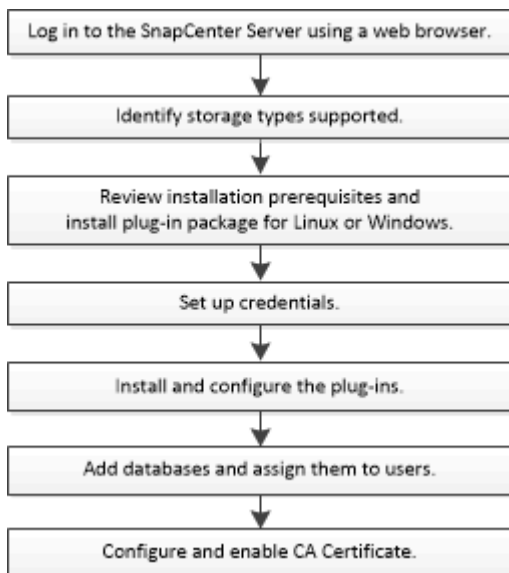 Log in to the SnapCenter Server using a web browser.
Identify storage types supported.
Review installation prerequisites and
install plug-in package for Linux or Windows.
Set up credentials.
Install and configure the plug-ins.
Add databases and assign them to users.
Configure and enable CA Certificate.